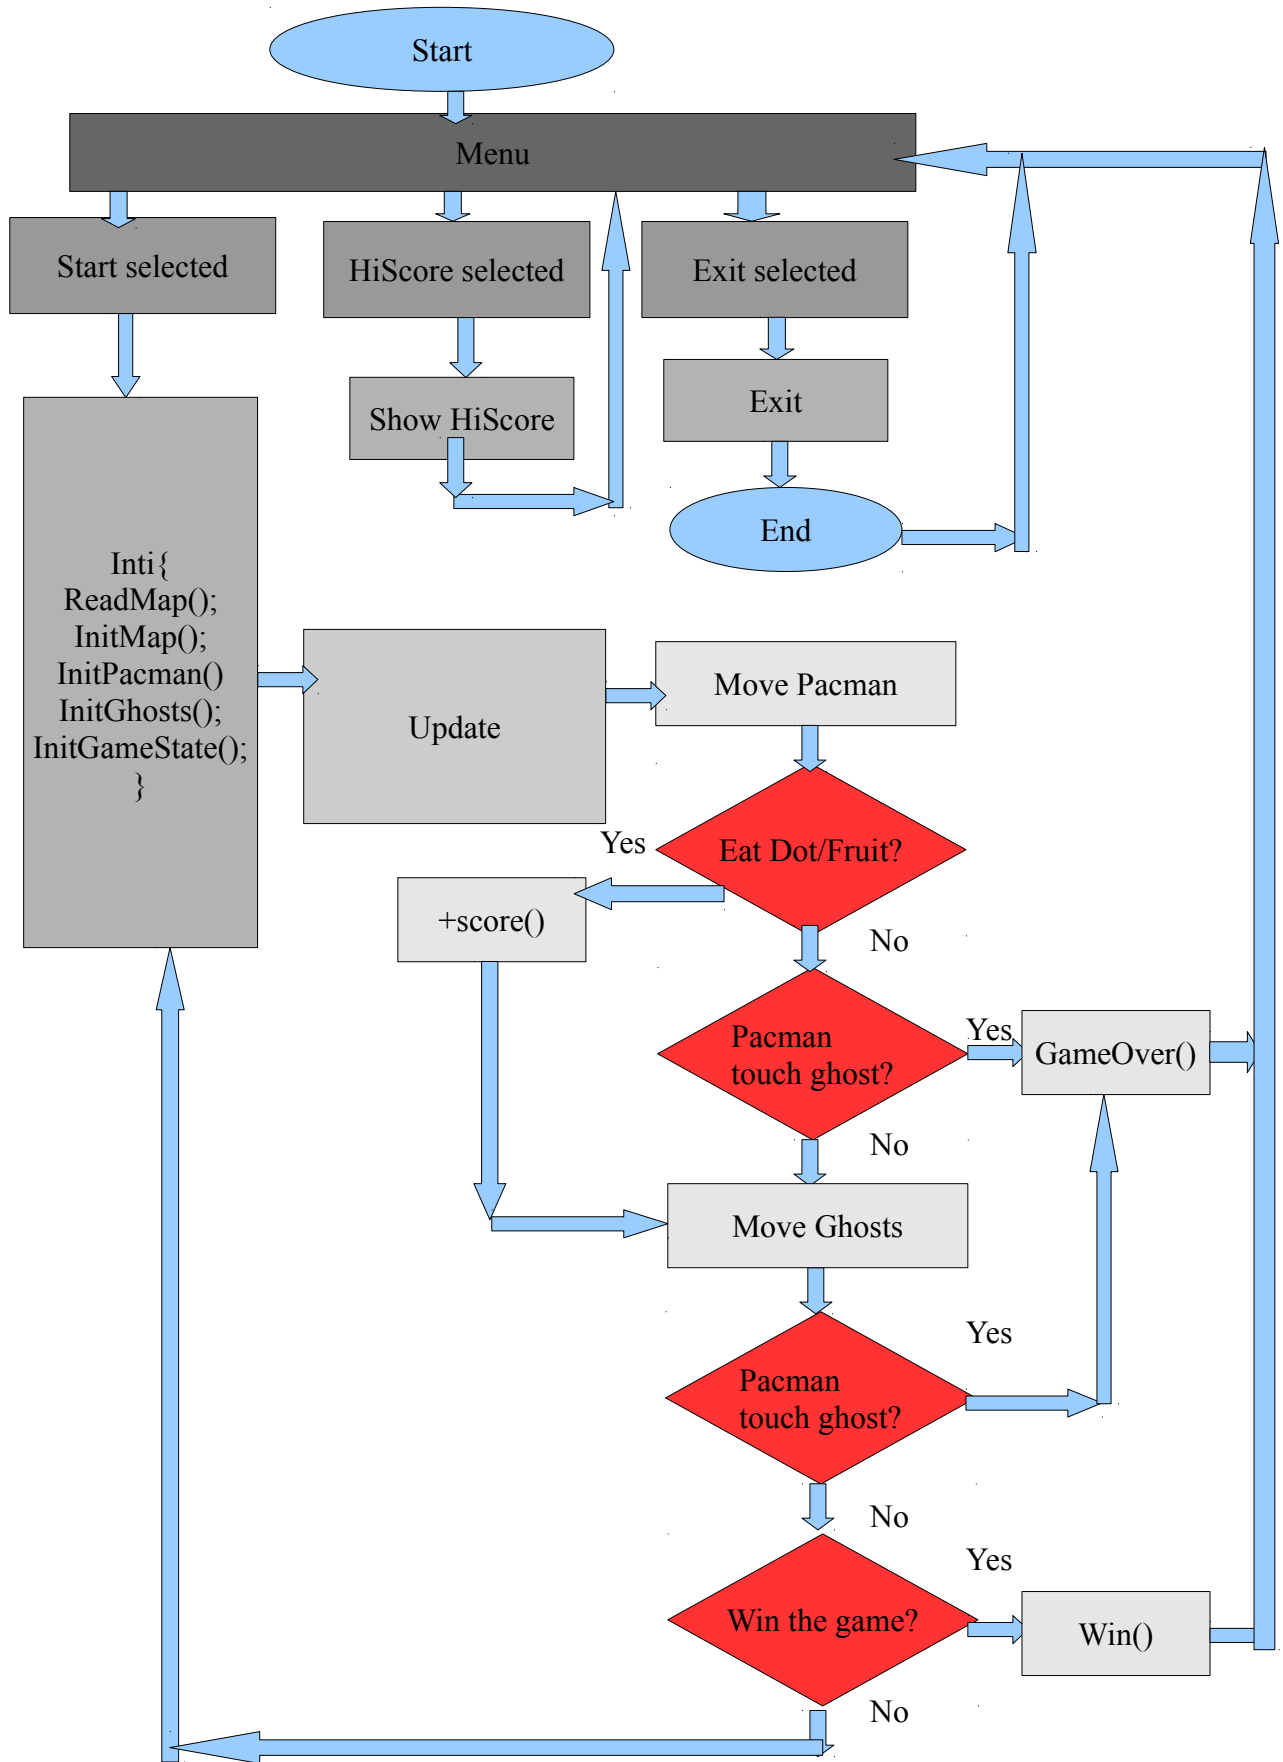 Start
Menu
Start selected
HiScore selected
Exit selected
Show HiScore
Exit
End
Inti{
ReadMap();
InitMap();
InitPacman()
InitGhosts();
InitGameState();
}
Update
Move Pacman
Yes
Eat Dot/Fruit?
+score()
No
Pacman
touch ghost?
Yes
GameOver()
No
Move Ghosts
Yes
Pacman
touch ghost?
No
Yes
Win the game?
Win()
No